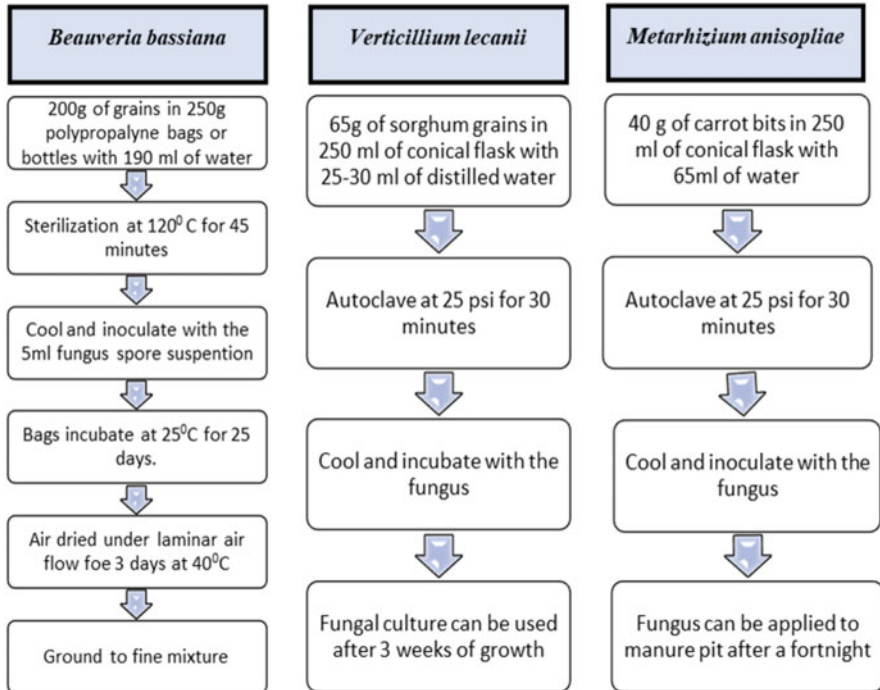 Beauveria bassiana
200g of grains in 250g
polypropalyne bags or
bottles with 190 ml of water
Sterilization at 120⁰ C for 45
minutes
Cool and inoculate with the
5ml fungus spore suspention
Bags incubate at 25⁰C for 25
days.
Air dried under laminar air
flow foe 3 days at 40⁰C
Ground to fine mixture
Verticillium lecanii
65g of sorghum grains in
250 ml of conical flask with
25-30 ml of distilled water
Autoclave at 25 psi for 30
minutes
Cool and incubate with the
fungus
Fungal culture can be used
after 3 weeks of growth
Metarhizium anisopliae
40 g of carrot bits in 250
ml of conical flask with
65ml of water
Autoclave at 25 psi for 30
minutes
Cool and inoculate with the
fungus
Fungus can be applied to
manure pit after a fortnight